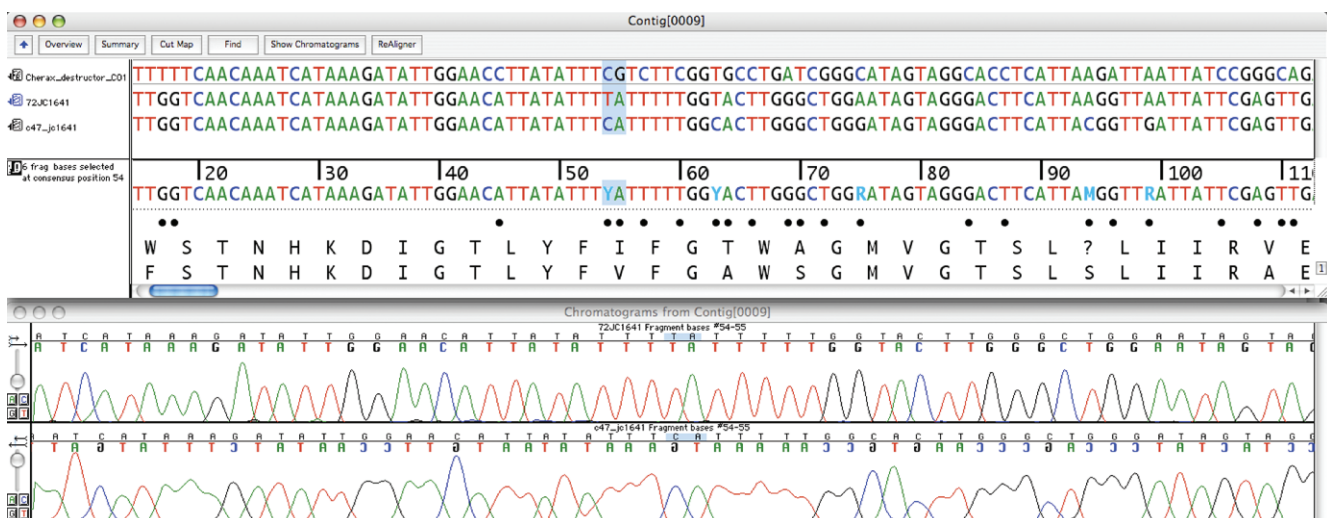 Contig[0009]
Overview Summary Cut Map Find Show Chromatograms ReAligner
Cherax_destructor_CO1 TTTTTCAACAAATCATAAAGATATTGGAACCTTATATTTCGTCTTCGGTGCCTGATCGGGCATAGTAGGCACCTCATTAAGATTAATTATCCGGGCAG
72JC1641 TTGGTCAACAAATCATAAAGATATTGGAACATTATATTTTATTTTTGGTACTTGGGCTGGAATAGTAGGGACTTCATTAAGGTTAATTATTCGAGTTG
c47_jc1641 TTGGTCAACAAATCATAAAGATATTGGAACATTATATTTCATTTTTGGCACTTGGGCTGGGATAGTAGGGACTTCATTACGGTTGATTATTCGAGTTG
6 frag bases selected
at consensus position 54
20 30 40 50 60 70 80 90 100 110
TTGGTCAACAAATCATAAAGATATTGGAACATTATATTTYATTTTTGGYACTTGGGCTGGRATAGTAGGGACTTCATTAMGGTTRATTATTCGAGTTG
W S T N H K D I G T L Y F I F G T W A G M V G T S L ? L I I R V E
F S T N H K D I G T L Y F V F G A W S G M V G T S L S L I I R A E
1
Chromatograms from Contig[0009]
72JC1641 Fragment bases #54-55
A T C A T A A A G A T A T T G G A A C A T T A T A T T T T A T T T T T G G T A C T T G G G C T G G A A T A G T A G
A T C A T A A A G A T A T T G G A A C A T T A T A T T T T A T T T T T G G T A C T T G G G C T G G A A T A G T A G
A C
G T
c47_jc1641 Fragment bases #54-55
A T C A T A A A G A T A T T G G A A C A T T A T A T T T C A T T T T T G G C A C T T G G G C T G G G A T A G T A G G
T A G T A T T T C T A T A A C C T T G T A A T A T A A A G T A A A A A C C G T G A A C C C G A C C C T A T C A T C C
A C
G T